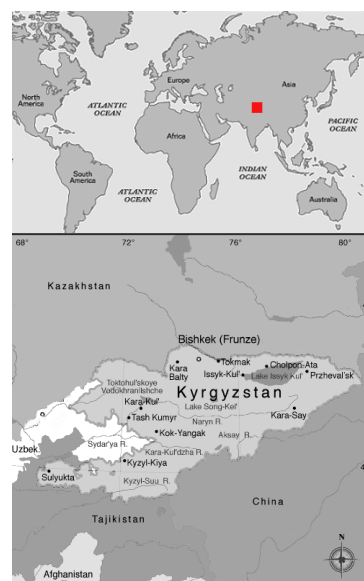 North
America
Europe
Asia
ATLANTIC
OCEAN
PACIFIC
OCEAN
Africa
South
America
ATLANTIC
OCEAN
INDIAN
OCEAN
Australia
68°
72°
76°
80°
Kazakhstan
Bishkek (Frunze)
Tokmak
Cholpon-Ata
Kara
Balty
Issyk-Kul'
Lake Issyk Kul'
Przheval'sk
Toktohul'skoye
Vodokhranilishche
Kyrgyzstan
Kara-Kul'
Lake Song-Kel'
Kara-Say
Tash Kumyr
Naryn R.
Kok-Yangak
Aksay R.
Uzbek.
Sydar'ya R.
Kara-Kul'dzha R.
Kyzyl-Kiya
Sulyukta
Kyzyl-Suu R.
China
Tajikistan
N
Afghanistan